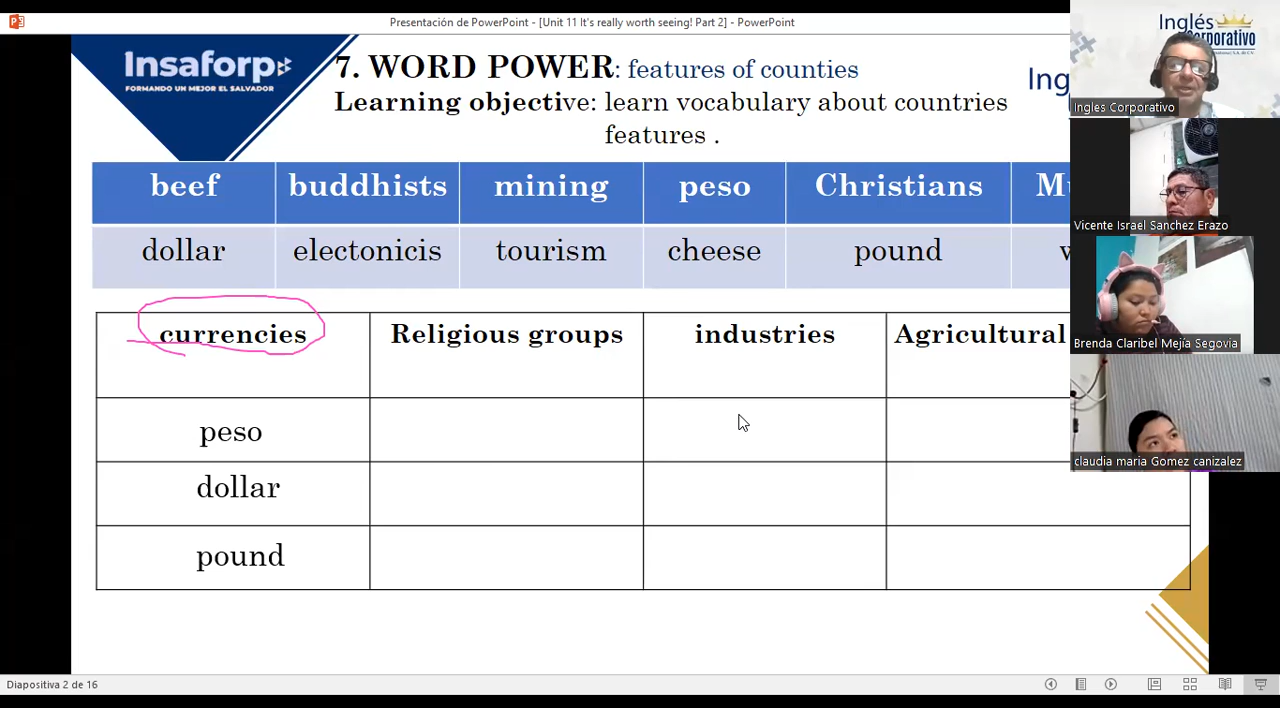 Presentación de PowerPoint - [Unit 11 It's really worth seeing! Part 2] - PowerPoint
Inglés
Corporativo
Insaforp
FORMANDO UN MEJOR EL SALVADOR
7. WORD POWER: features of counties
Learning objective: learn vocabulary about countries
features .
Ingles Corporativo
beef buddhists mining peso Christians
dollar electonicis tourism cheese pound
Vicente Israel Sanchez Erazo
currencies Religious groups industries Agricultural
Brenda Claribel Mejía Segovia
peso
claudia maria Gomez canizalez
dollar
pound
Diapositiva 2 de 16